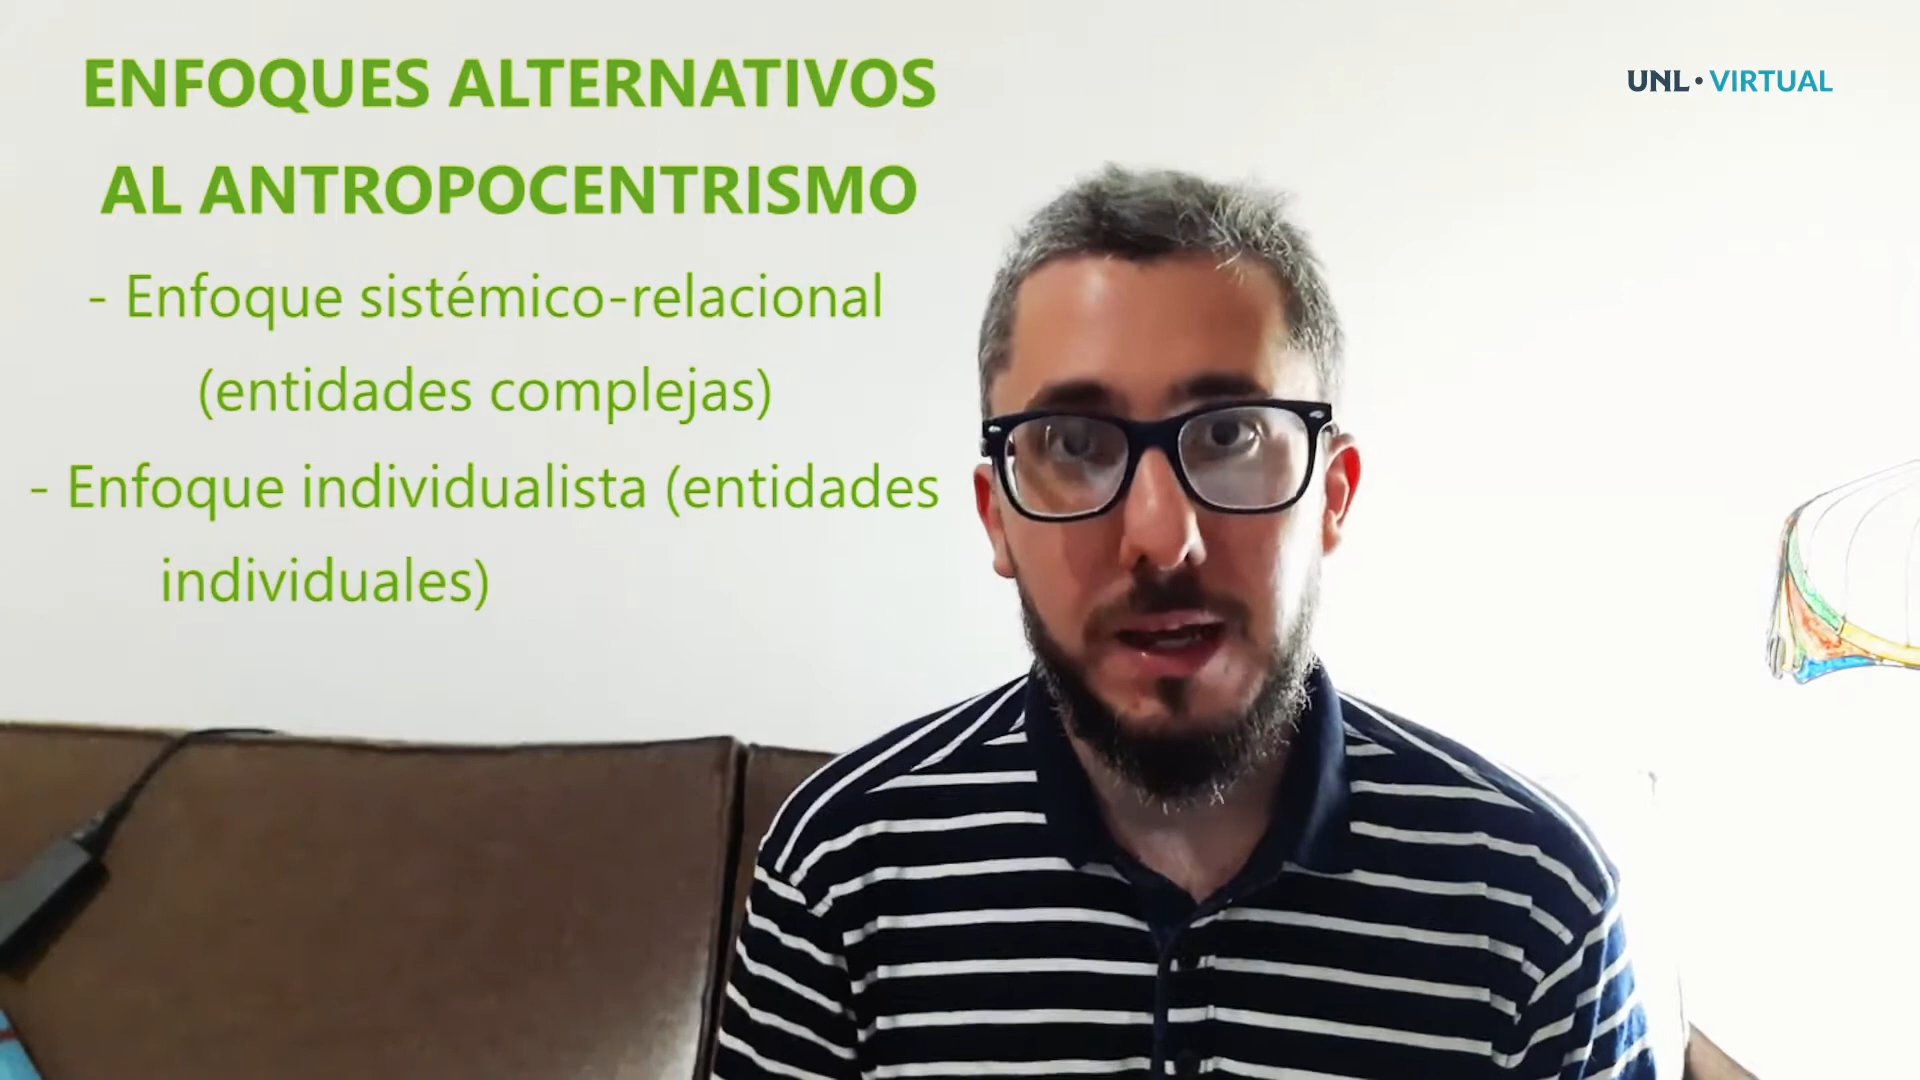 ENFOQUES ALTERNATIVOS
AL ANTROPOCENTRISMO
- Enfoque sistémico-relacional
(entidades complejas)
- Enfoque individualista (entidades
individuales)
UNL • VIRTUAL